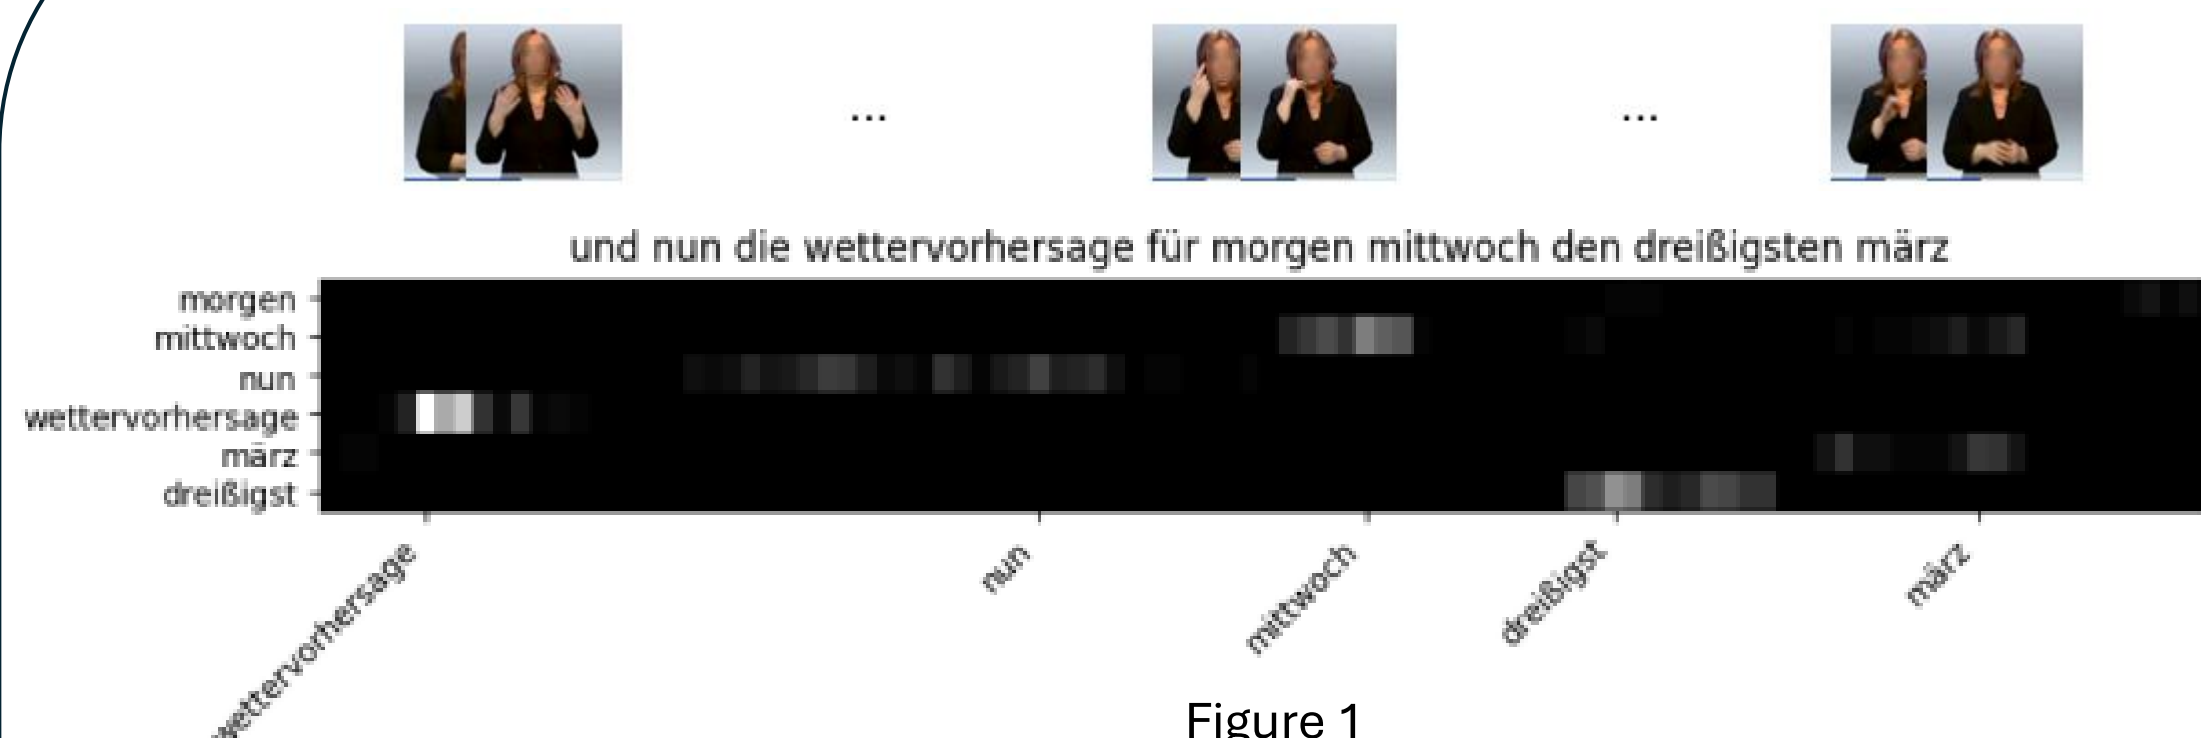 ... ...
und nun die wettervorhersage für morgen mittwoch den dreißigsten märz
morgen
mittwoch
nun
wettervorhersage
märz
dreißigst
wettervorhersage
nun
mittwoch
dreißigst
märz
Figure 1